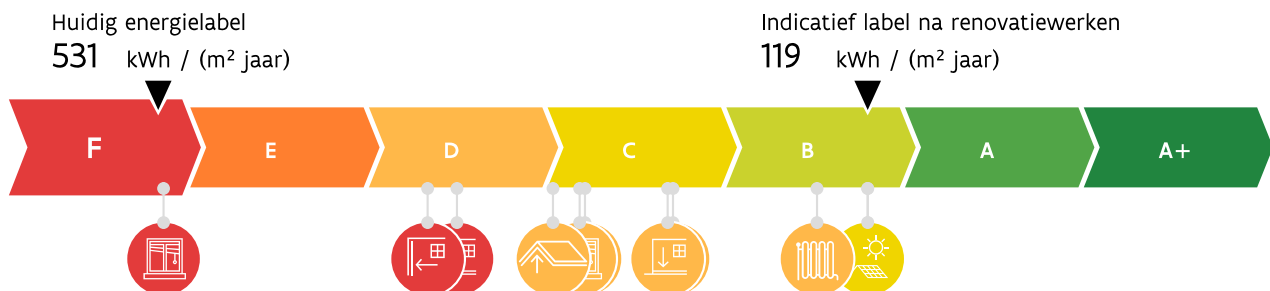 Huidig energielabel
531 kWh / (m² jaar)
Indicatief label na renovatiewerken
119 kWh / (m² jaar)
F E D C B A A+